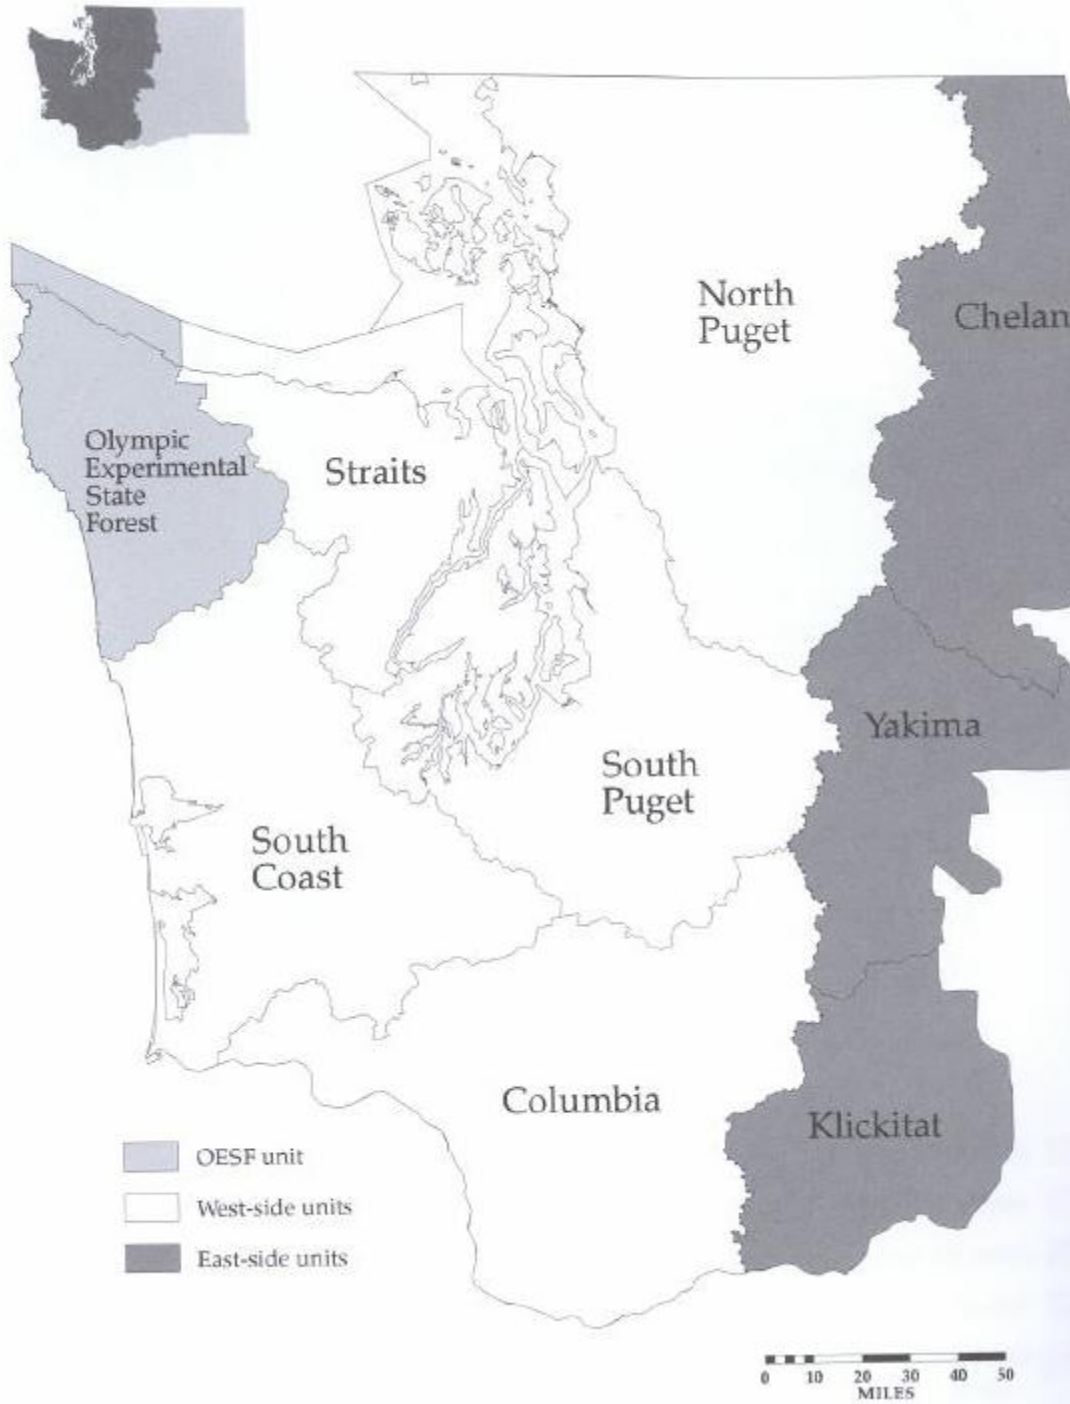 North
Puget
Chelan
Olympic
Experimental
State
Forest
Straits
Yakima
South
Puget
South
Coast
Columbia
Klickitat
OESF unit
West-side units
East-side units
0 10 20 30 40 50
MILES